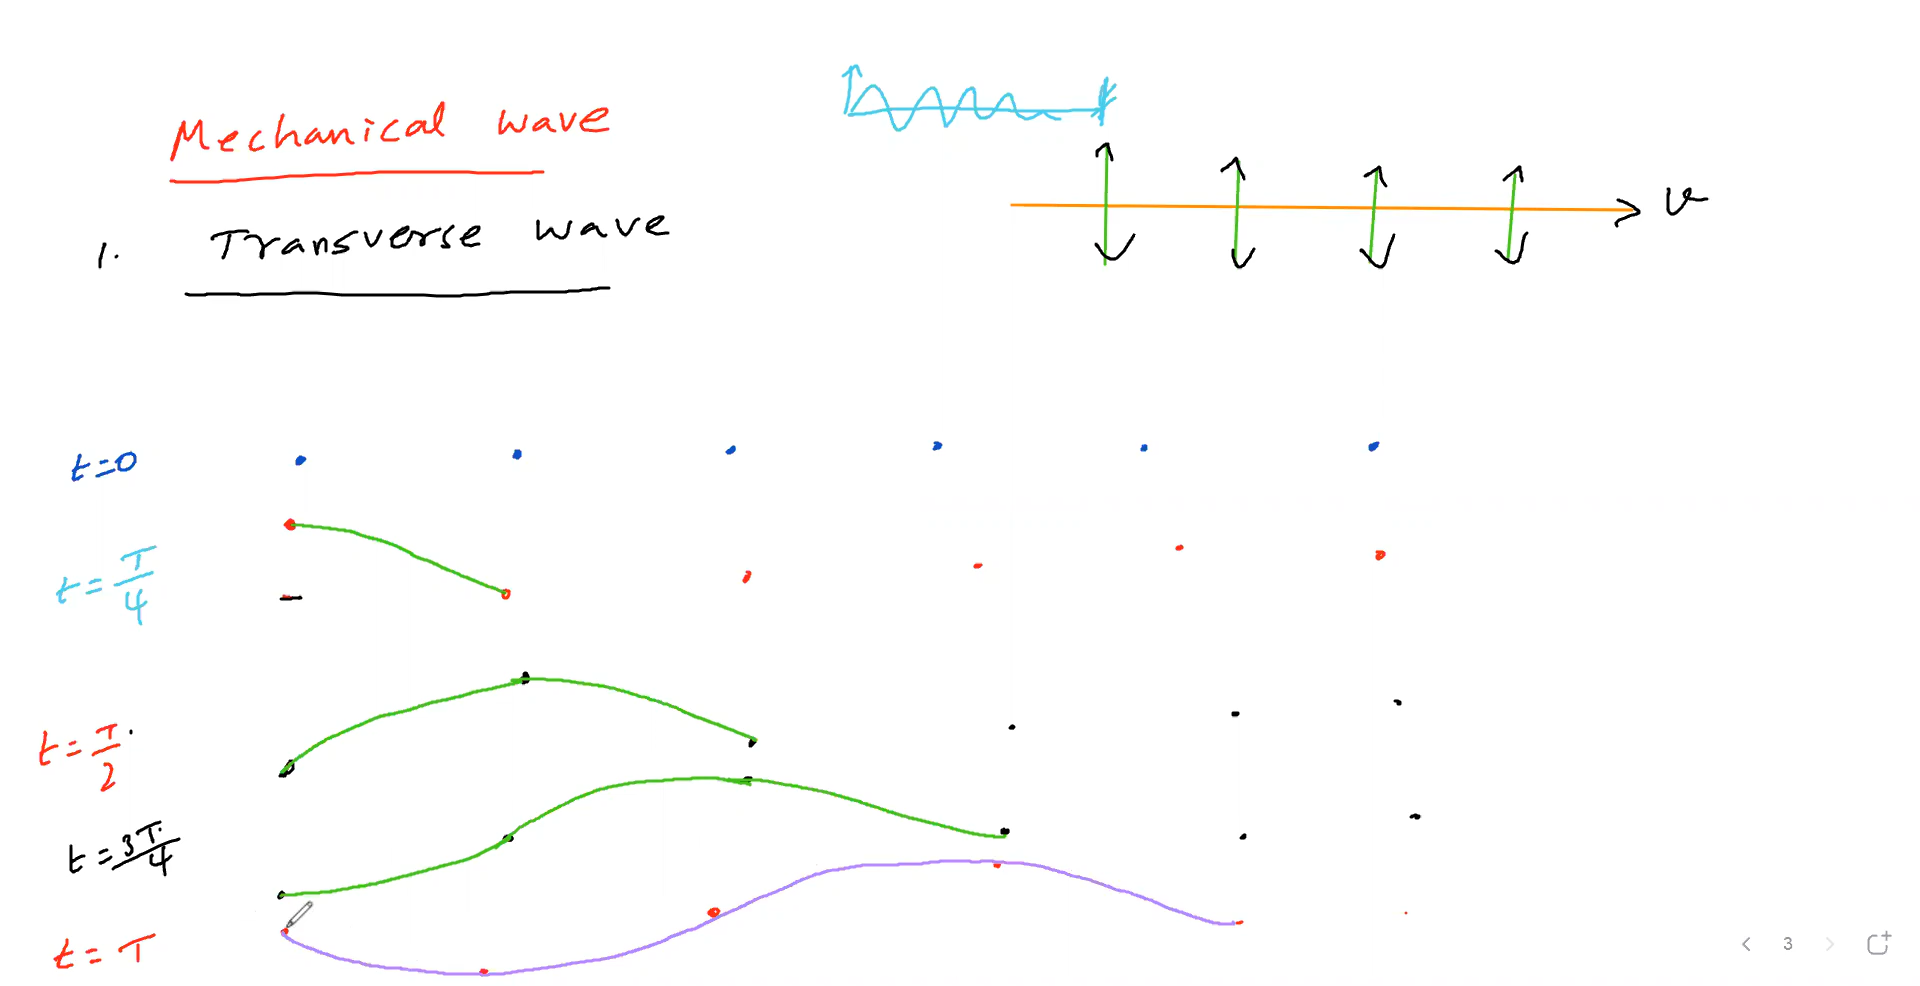 Mechanical wave
1. Transverse wave
v
t=0
t=T/4
t=T/2
t=3T/4
t=T
3